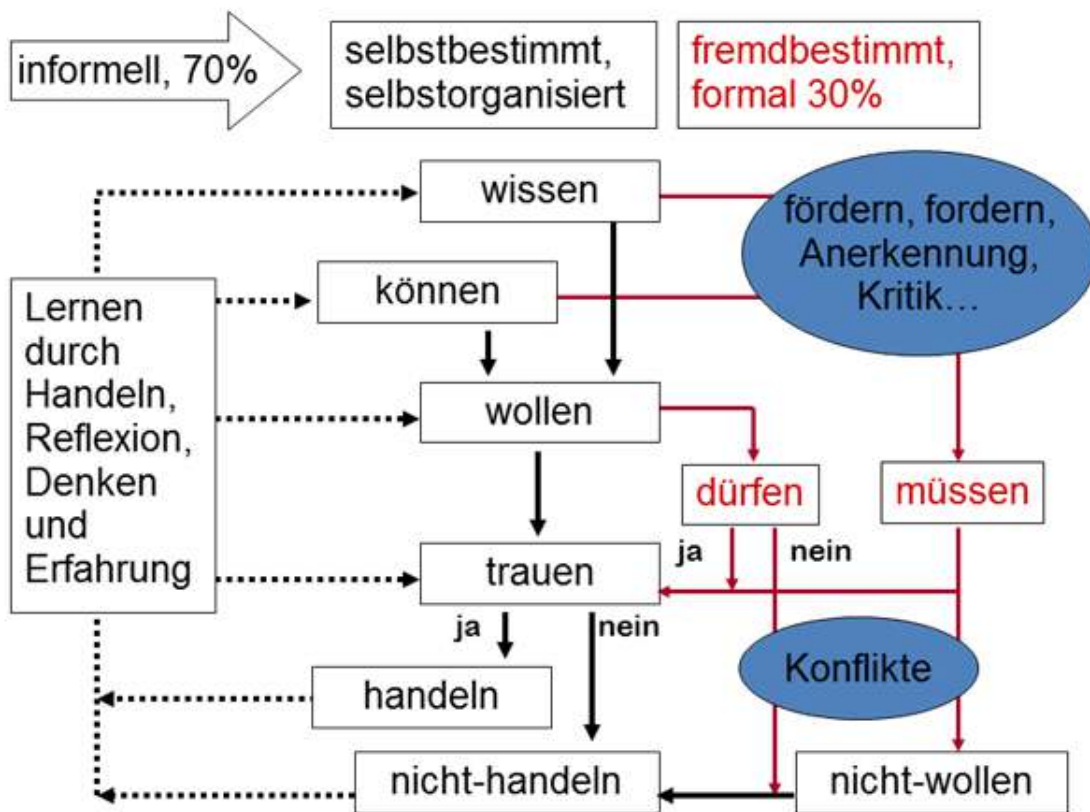 informell, 70%
selbstbestimmt,
selbstorganisiert
fremdbestimmt,
formal 30%
wissen
fördern, fordern,
Anerkennung,
Kritik…
können
Lernen
durch
Handeln,
Reflexion,
Denken
und
Erfahrung
wollen
dürfen
müssen
ja
nein
trauen
ja
nein
Konflikte
handeln
nicht-handeln
nicht-wollen